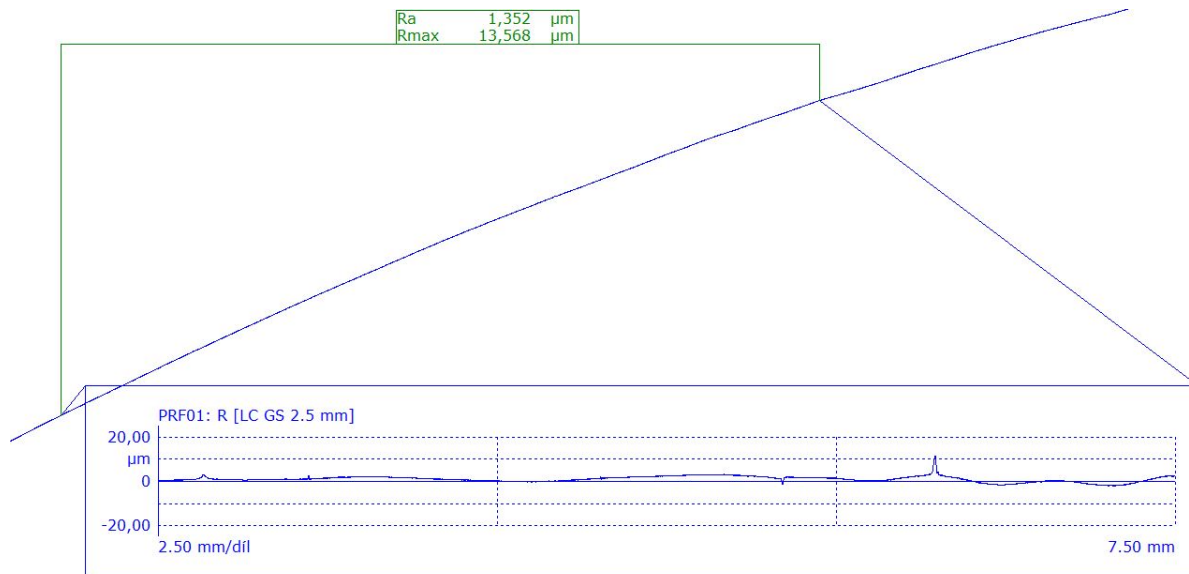 Ra 1,352 µm
Rmax 13,568 µm
PRF01: R [LC GS 2.5 mm]
20,00
µm
0
-20,00
2.50 mm/díl 7.50 mm